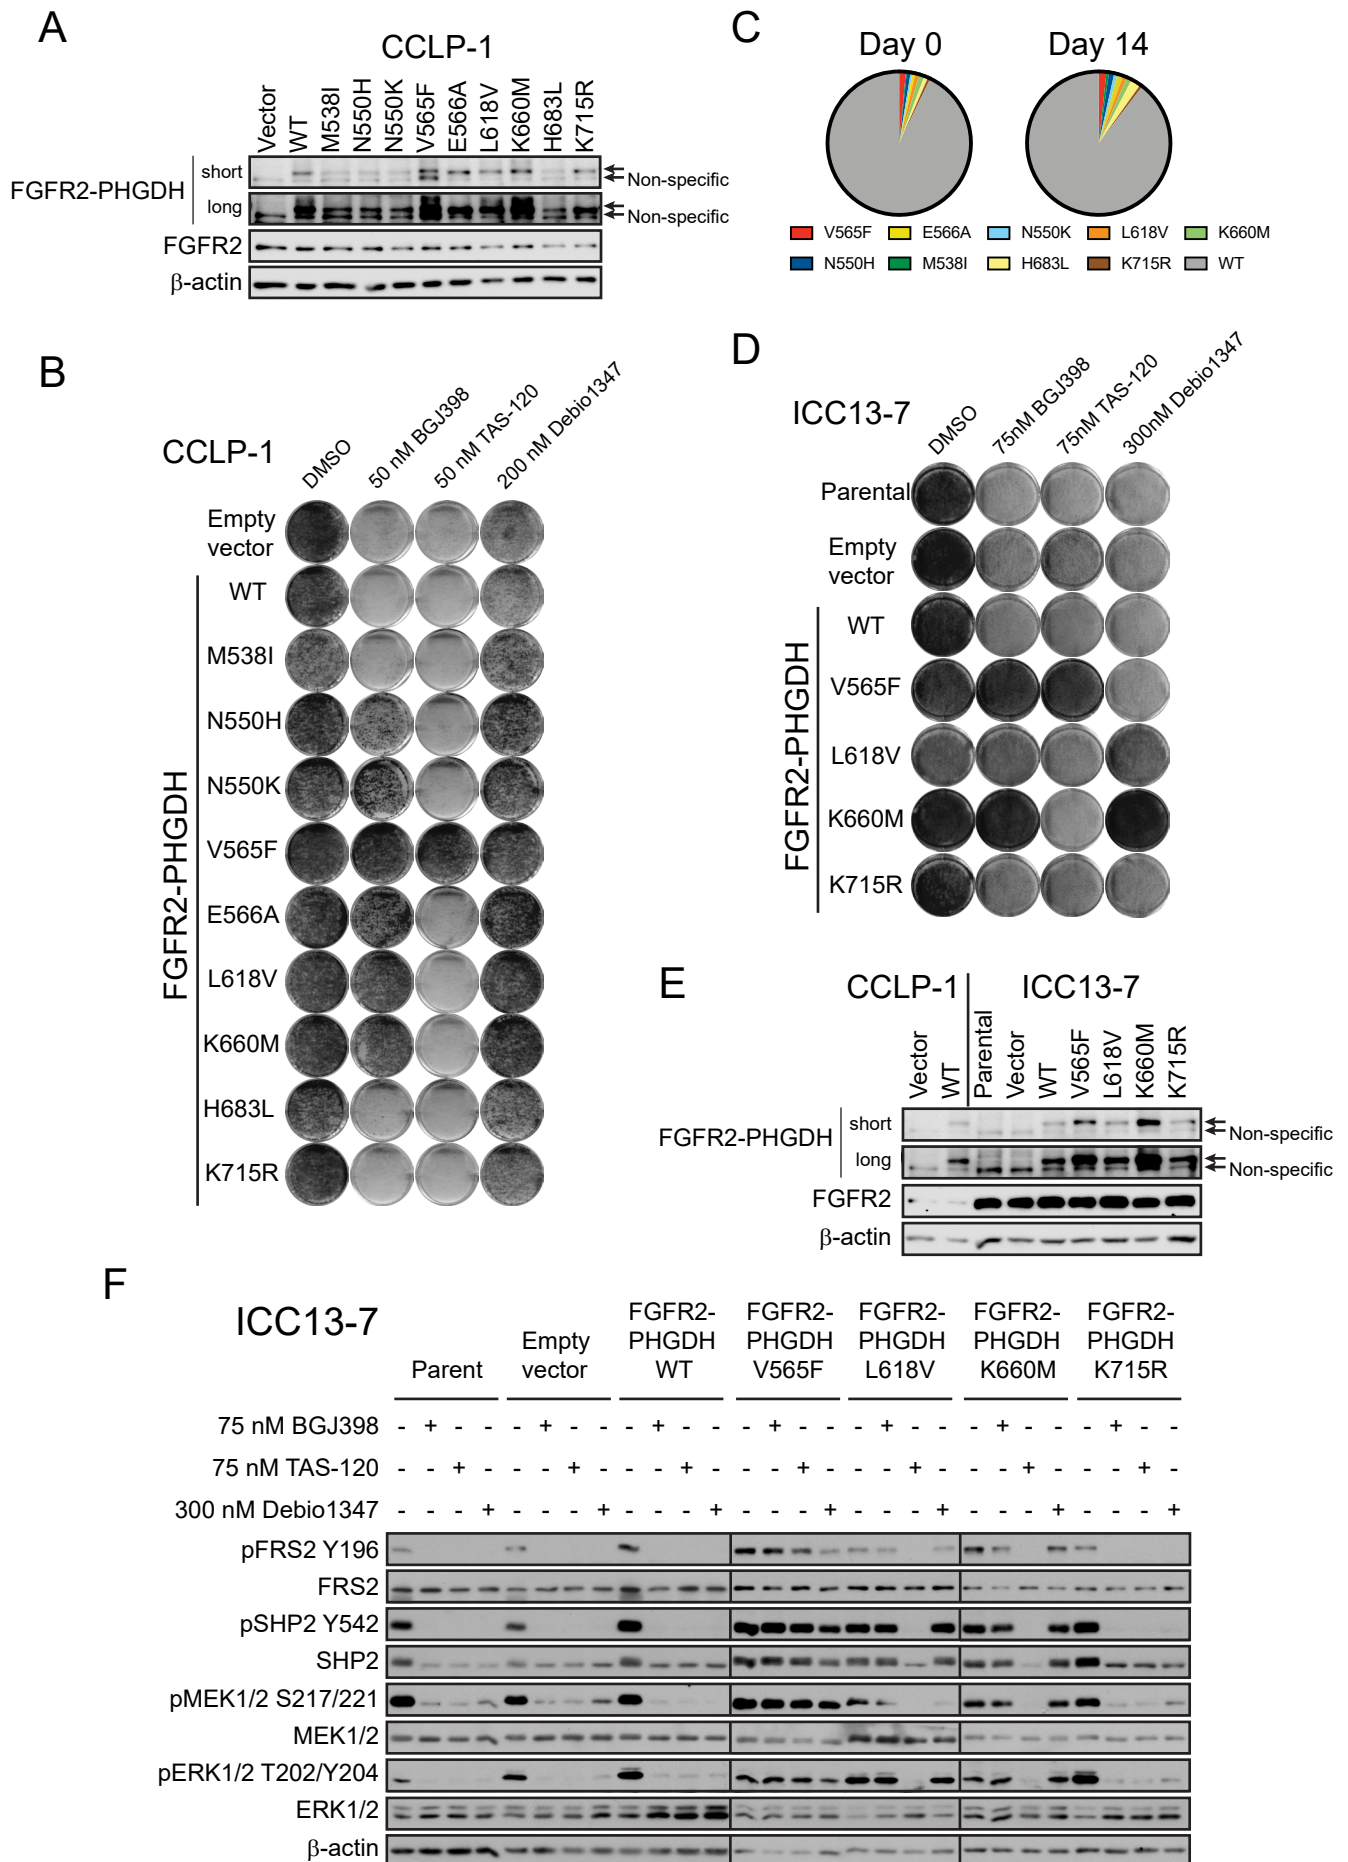 A
CCLP-1
Vector
WT
M538I
N550H
N550K
V565F
E566A
L618V
K660M
H683L
K715R
FGFR2-PHGDH
short
Non-specific
long
Non-specific
FGFR2
β-actin
C
Day 0
Day 14
V565F E566A N550K L618V K660M
N550H M538I H683L K715R WT
B
CCLP-1
DMSO
50 nM BGJ398
50 nM TAS-120
200 nM Debio1347
Empty
vector
FGFR2-PHGDH
WT
M538I
N550H
N550K
V565F
E566A
L618V
K660M
H683L
K715R
D
ICC13-7
DMSO
75nM BGJ398
75nM TAS-120
300nM Debio1347
Parental
Empty
vector
FGFR2-PHGDH
WT
V565F
L618V
K660M
K715R
E
CCLP-1 ICC13-7
Vector
WT
Parental
Vector
WT
V565F
L618V
K660M
K715R
FGFR2-PHGDH
short
Non-specific
long
Non-specific
FGFR2
β-actin
F
ICC13-7
Parent
Empty
vector
FGFR2-
PHGDH
WT
FGFR2-
PHGDH
V565F
FGFR2-
PHGDH
L618V
FGFR2-
PHGDH
K660M
FGFR2-
PHGDH
K715R
75 nM BGJ398 - + - - - + - - - + - - - + - - - + - - - + - - - + - -
75 nM TAS-120 - - + - - - + - - - + - - - + - - - + - - - + - - - + -
300 nM Debio1347 - - - + - - - + - - - + - - - + - - - + - - - + - - - +
pFRS2 Y196
FRS2
pSHP2 Y542
SHP2
pMEK1/2 S217/221
MEK1/2
pERK1/2 T202/Y204
ERK1/2
β-actin